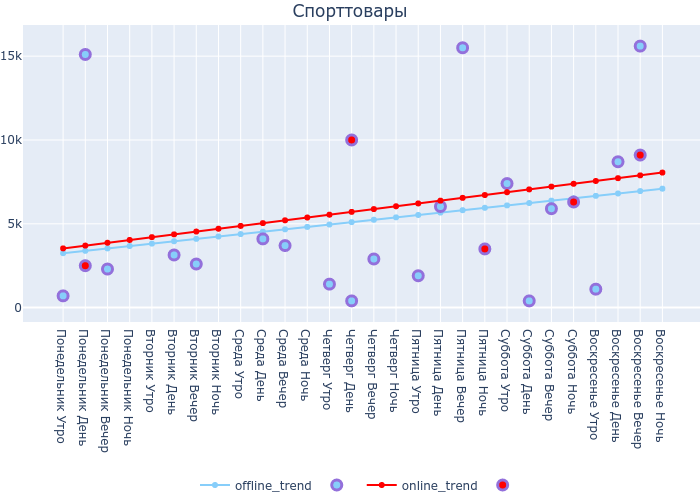 Спорттовары
15k
10k
5k
0
Понедельник Утро
Понедельник День
Понедельник Вечер
Понедельник Ночь
Вторник Утро
Вторник День
Вторник Вечер
Вторник Ночь
Среда Утро
Среда День
Среда Вечер
Среда Ночь
Четверг Утро
Четверг День
Четверг Вечер
Четверг Ночь
Пятница Утро
Пятница День
Пятница Вечер
Пятница Ночь
Суббота Утро
Суббота День
Суббота Вечер
Суббота Ночь
Воскресенье Утро
Воскресенье День
Воскресенье Вечер
Воскресенье Ночь
offline_trend
online_trend